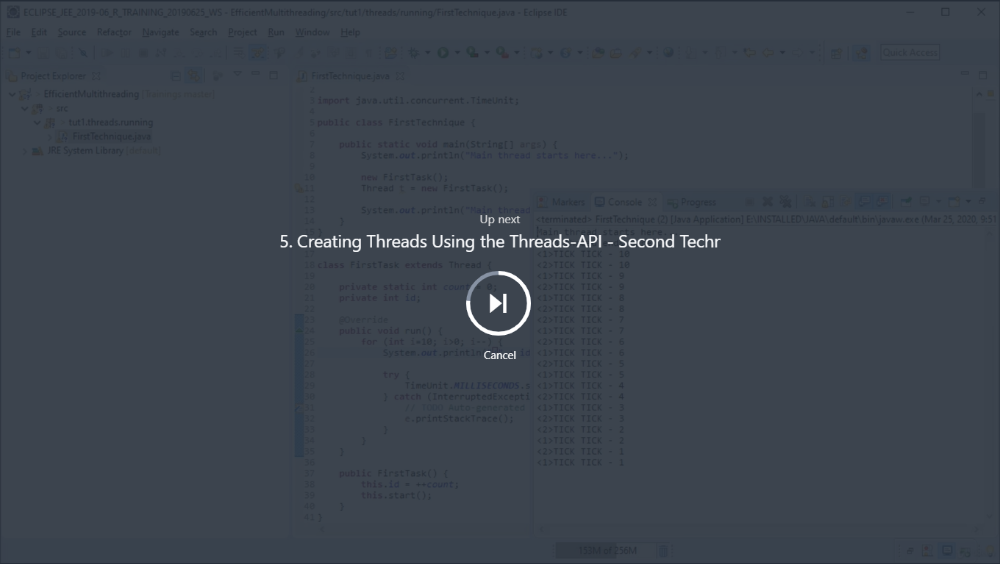 ECLIPSE_JEE_2019-06_R_TRAINING_20190625_WS - EfficientMultithreading/src/tut1/threads/running/FirstTechnique.java - Eclipse IDE
File Edit Source Refactor Navigate Search Project Run Window Help
Quick Access
Project Explorer
EfficientMultithreading [Trainings master]
src
tut1.threads.running
FirstTechnique.java
JRE System Library [default]
FirstTechnique.java
2
3 import java.util.concurrent.TimeUnit;
4
5 public class FirstTechnique {
6
7 public static void main(String[] args) {
8 System.out.println("Main thread starts here...");
9
10 new FirstTask();
11 Thread t = new FirstTask();
12
13 System.out.println("Main thread
14 }
15 }
17
18 class FirstTask extends Thread {
19
20 private static int count = 0;
21 private int id;
22
23 @Override
24 public void run() {
25 for (int i=10; i>0; i--) {
26 System.out.println( id
27
28 try {
29 TimeUnit.MILLISECONDS.s
30 } catch (InterruptedExcepti
31 // TODO Auto-generated
32 e.printStackTrace();
33 }
34 }
35 }
36
37 public FirstTask() {
38 this.id = ++count;
39 this.start();
40 }
41 }
Markers Console Progress
<terminated> FirstTechnique (2) [Java Application] E:\INSTALLED\JAVA\default\bin\javaw.exe (Mar 25, 2020, 9:51
Main thread starts here...
<1>TICK TICK - 10
<2>TICK TICK - 10
<1>TICK TICK - 9
<2>TICK TICK - 9
<1>TICK TICK - 8
<2>TICK TICK - 8
<2>TICK TICK - 7
<1>TICK TICK - 7
<2>TICK TICK - 6
<1>TICK TICK - 6
<2>TICK TICK - 5
<1>TICK TICK - 5
<1>TICK TICK - 4
<2>TICK TICK - 4
<1>TICK TICK - 3
<2>TICK TICK - 3
<2>TICK TICK - 2
<1>TICK TICK - 2
<2>TICK TICK - 1
<1>TICK TICK - 1
Up next
5. Creating Threads Using the Threads-API - Second Techr
Cancel
153M of 256M